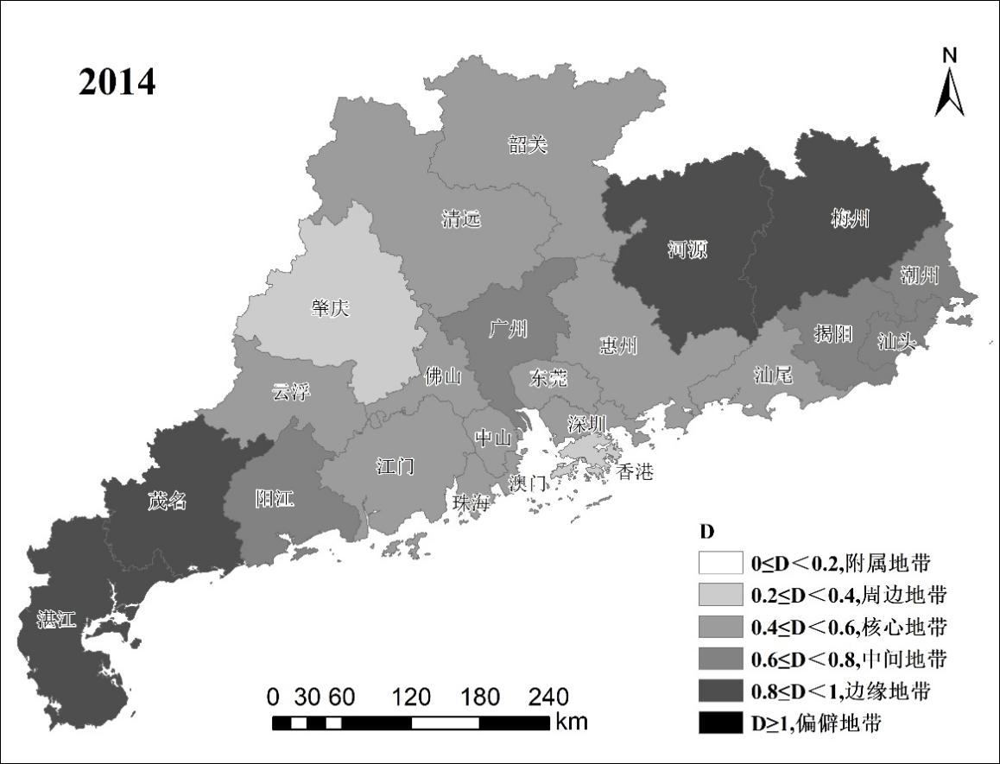 2014
N
韶关
清远
梅州
河源
潮州
肇庆
广州
揭阳
汕头
惠州
佛山
东莞
汕尾
云浮
深圳
中山
江门
香港
澳门
茂名
阳江
珠海
湛江
D
0≤D＜0.2,附属地带
0.2≤D＜0.4,周边地带
0.4≤D＜0.6,核心地带
0.6≤D＜0.8,中间地带
0.8≤D＜1,边缘地带
D≥1,偏僻地带
0 30 60 120 180 240
km